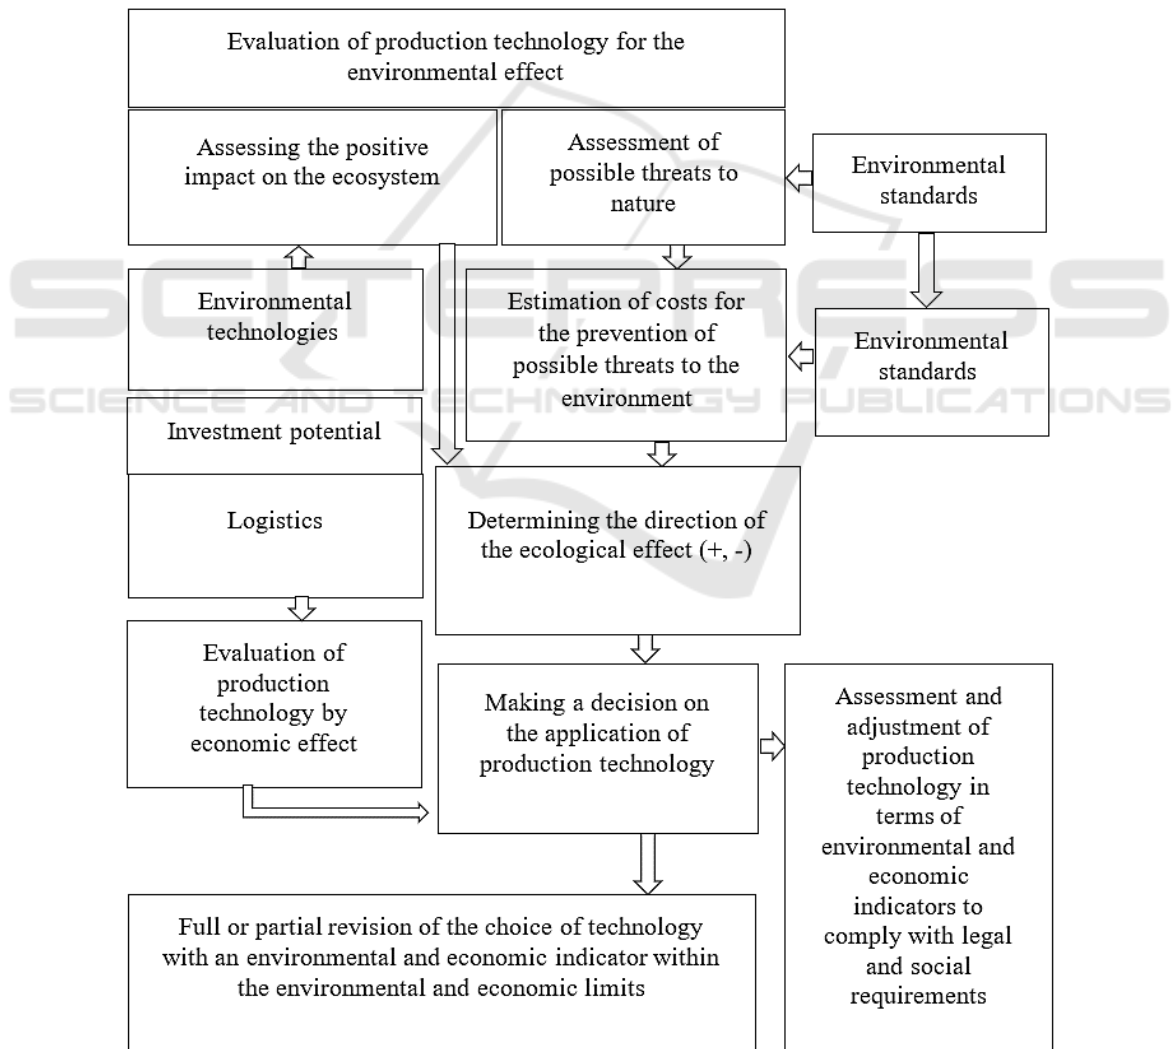 Evaluation of production technology for the
environmental effect
Assessing the positive
impact on the ecosystem
Assessment of
possible threats to
nature
Environmental
standards
Environmental
technologies
Estimation of costs for
the prevention of
possible threats to the
environment
Environmental
standards
SCITEPRESS
SCIENCE AND TECHNOLOGY PUBLICATIONS
Investment potential
Logistics
Determining the direction of
the ecological effect (+, -)
Evaluation of
production
technology by
economic effect
Making a decision on
the application of
production technology
Assessment and
adjustment of
production
technology in
terms of
environmental and
economic
indicators to
comply with legal
and social
requirements
Full or partial revision of the choice of technology
with an environmental and economic indicator within
the environmental and economic limits